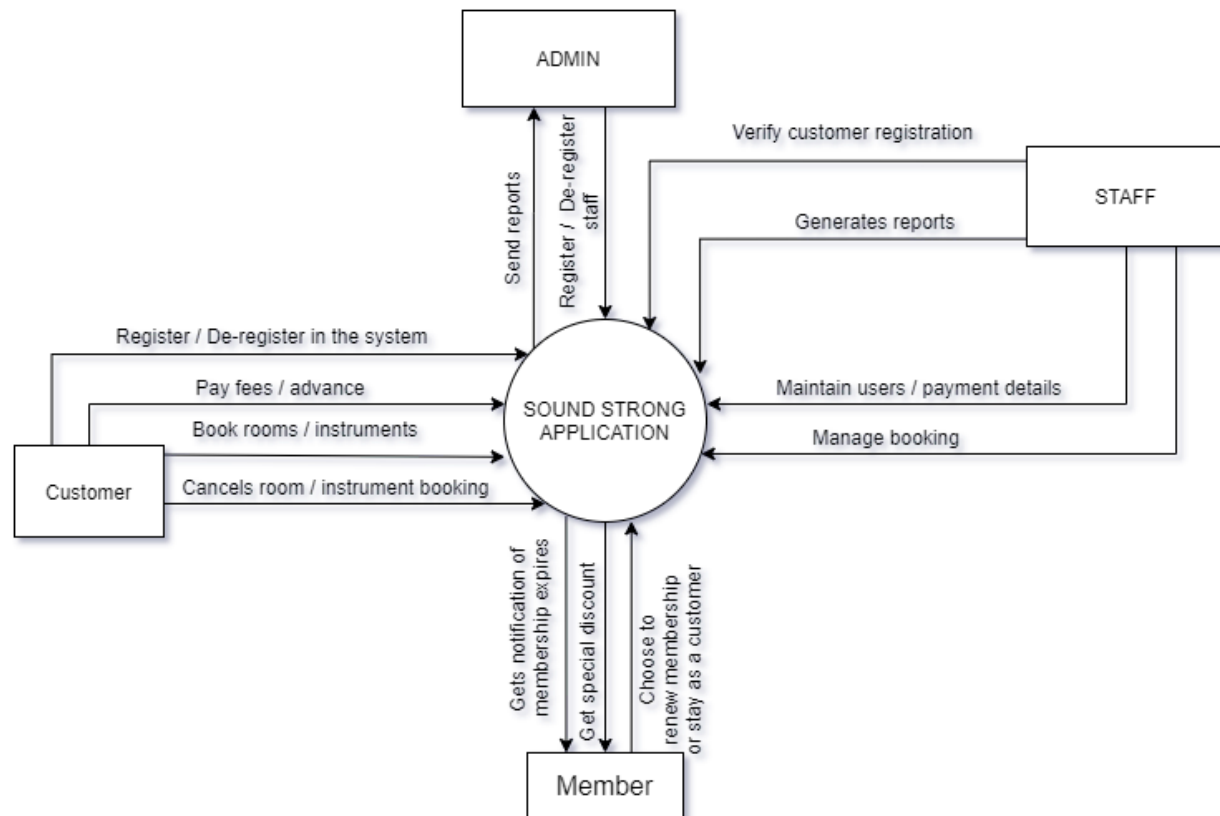 ADMIN
Verify customer registration
STAFF
Send reports
Register / De-register
staff
Generates reports
Register / De-register in the system
Pay fees / advance
Maintain users / payment details
SOUND STRONG
APPLICATION
Book rooms / instruments
Manage booking
Customer
Cancels room / instrument booking
Gets notification of
membership expires
Get special discount
Choose to
renew membership
or stay as a customer
Member